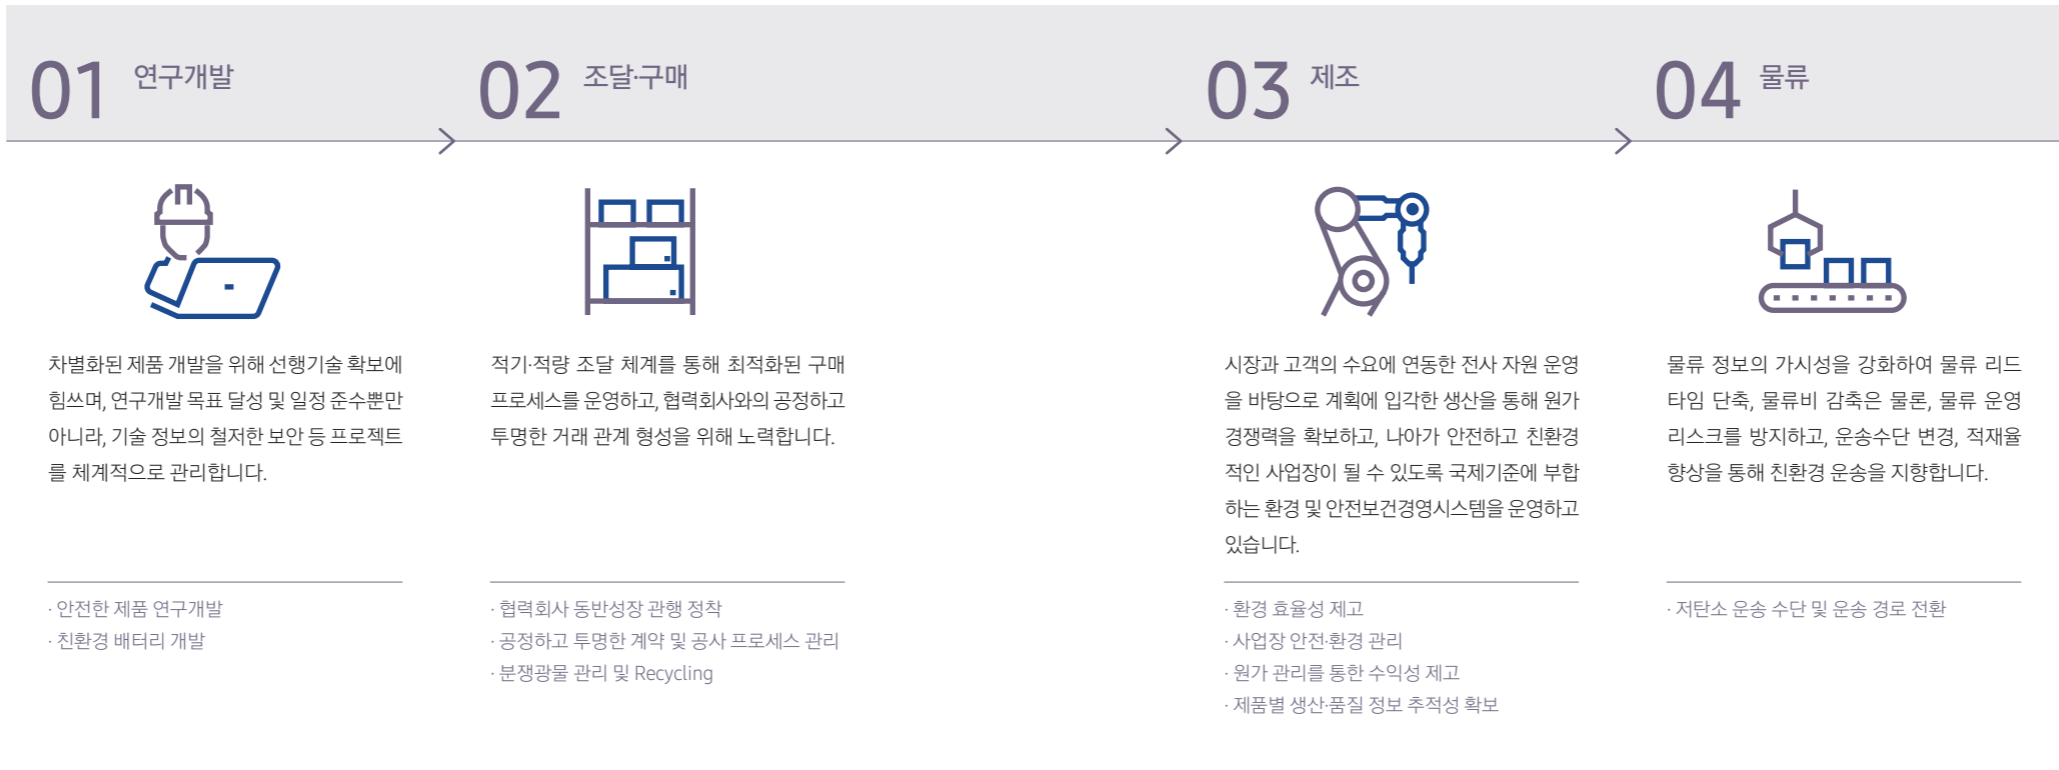 01 연구개발
차별화된 제품 개발을 위해 선행기술 확보에
힘쓰며, 연구개발 목표 달성 및 일정 준수뿐만
아니라, 기술 정보의 철저한 보안 등 프로젝트
를 체계적으로 관리합니다.
· 안전한 제품 연구개발
· 친환경 배터리 개발
02 조달·구매
적기·적량 조달 체계를 통해 최적화된 구매
프로세스를 운영하고, 협력회사와의 공정하고
투명한 거래 관계 형성을 위해 노력합니다.
· 협력회사 동반성장 관행 정착
· 공정하고 투명한 계약 및 공사 프로세스 관리
· 분쟁광물 관리 및 Recycling
03 제조
시장과 고객의 수요에 연동한 전사 자원 운영
을 바탕으로 계획에 입각한 생산을 통해 원가
경쟁력을 확보하고, 나아가 안전하고 친환경
적인 사업장이 될 수 있도록 국제기준에 부합
하는 환경 및 안전보건경영시스템을 운영하고
있습니다.
· 환경 효율성 제고
· 사업장 안전·환경 관리
· 원가 관리를 통한 수익성 제고
· 제품별 생산·품질 정보 추적성 확보
04 물류
물류 정보의 가시성을 강화하여 물류 리드
타임 단축, 물류비 감축은 물론, 물류 운영
리스크를 방지하고, 운송수단 변경, 적재율
향상을 통해 친환경 운송을 지향합니다.
· 저탄소 운송 수단 및 운송 경로 전환